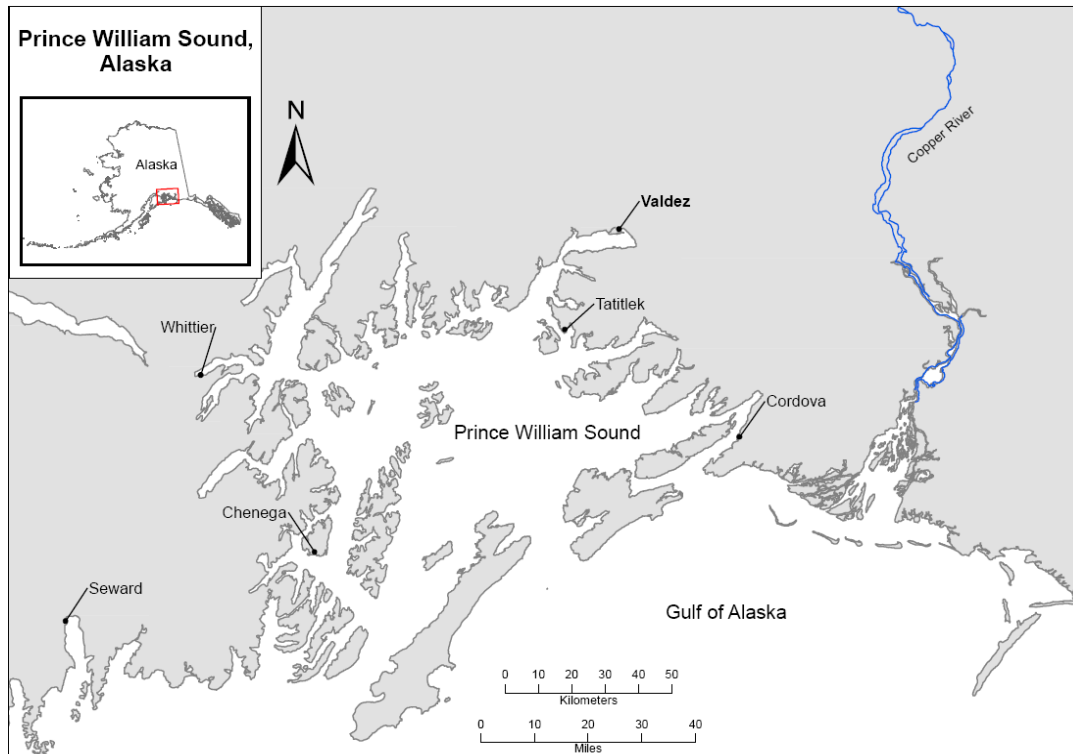 Prince William Sound,
Alaska
Alaska
N
Copper River
Valdez
Tatitlek
Whittier
Cordova
Prince William Sound
Chenega
Seward
Gulf of Alaska
0 10 20 30 40 50
Kilometers
0 10 20 30 40
Miles